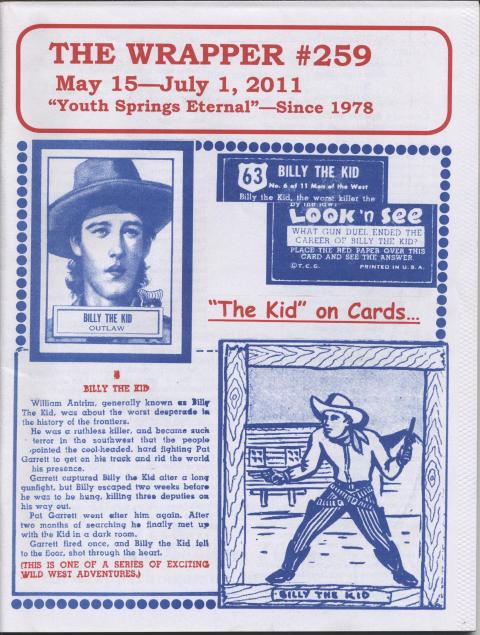 THE WRAPPER #259
May 15—July 1, 2011
“Youth Springs Eternal”—Since 1978
BILLY THE KID
OUTLAW
63
BILLY THE KID
No. 6 of 11 Men of the West
Billy the Kid, the worst killer the
by the law!
LOOK 'n SEE
WHAT GUN DUEL ENDED THE
CAREER OF BILLY THE KID?
PLACE THE RED PAPER OVER THIS
CARD AND SEE THE ANSWER.
©T.C.G. PRINTED IN U.S.A.
“The Kid” on Cards...
BILLY THE KID
William Antrim, generally known as Billy
The Kid, was about the worst desperado in
the history of the frontiers.
He was a ruthless killer, and became such
terror in the southwest that the people
pointed the cool-headed, hard fighting Pat
Garrett to get on his track and rid the world
his presence.
Garrett captured Billy the Kid after a long
gunfight, but Billy escaped two weeks before
he was to be hung, killing three deputies on
his way out.
Pat Garrett went after him again. After
two months of searching he finally met up
with the Kid in a dark room.
Garrett fired once, and Billy the Kid fell
to the floor, shot through the heart.
(THIS IS ONE OF A SERIES OF EXCITING
WILD WEST ADVENTURES.)
BILLY THE KID